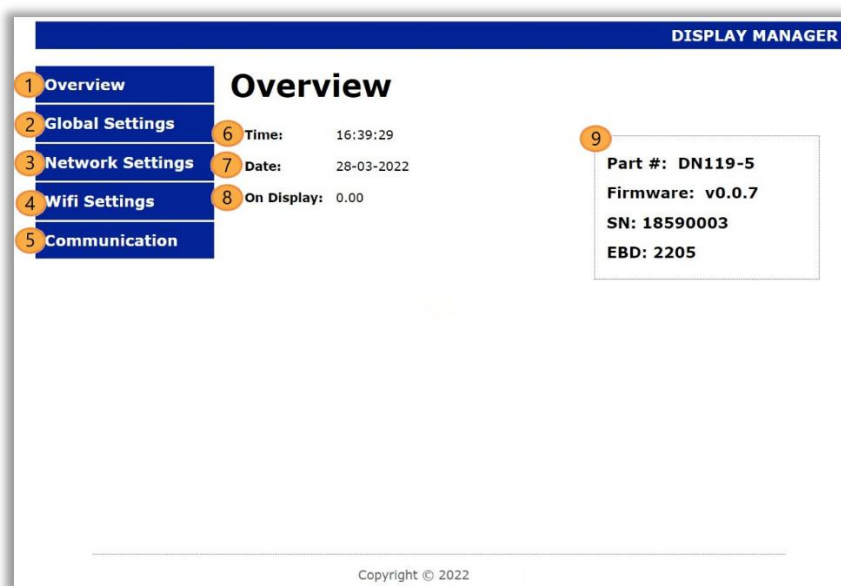 DISPLAY MANAGER
1 Overview
2 Global Settings
3 Network Settings
4 Wifi Settings
5 Communication
Overview
6 Time: 16:39:29
7 Date: 28-03-2022
8 On Display: 0.00
9
Part #: DN119-5
Firmware: v0.0.7
SN: 18590003
EBD: 2205
Copyright © 2022